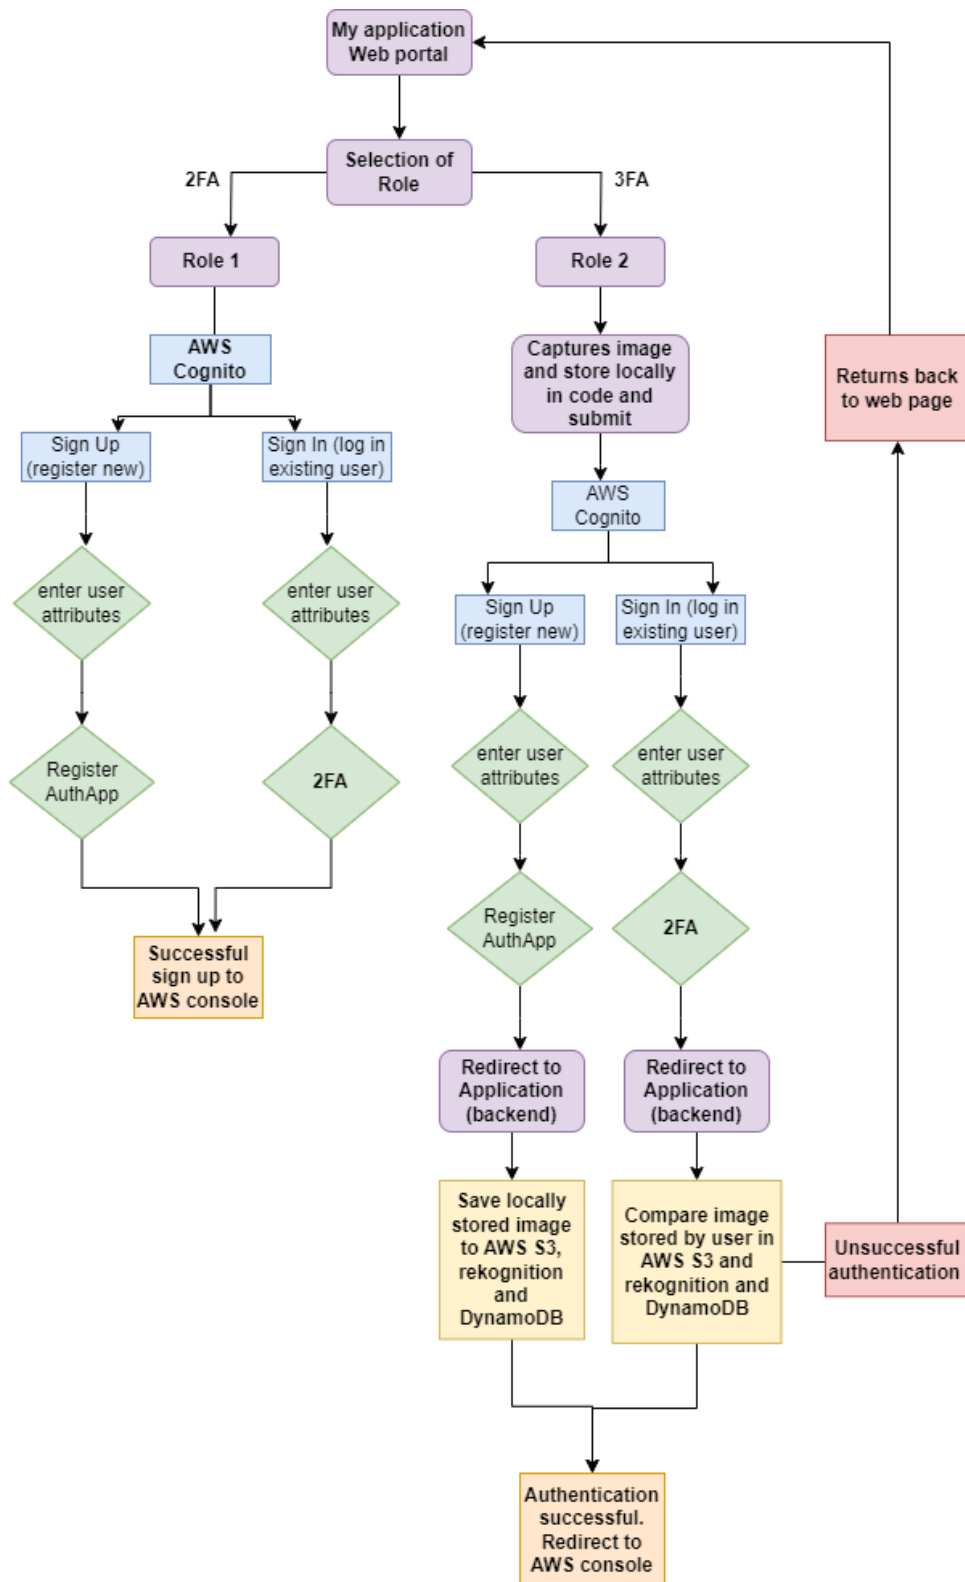 My application
Web portal
Selection of
Role
2FA
3FA
Role 1
Role 2
AWS
Cognito
Captures image
and store locally
in code and
submit
Returns back
to web page
Sign Up
(register new)
Sign In (log in
existing user)
AWS
Cognito
enter user
attributes
enter user
attributes
Sign Up
(register new)
Sign In (log in
existing user)
Register
AuthApp
2FA
enter user
attributes
enter user
attributes
Register
AuthApp
2FA
Successful
sign up to
AWS console
Redirect to
Application
(backend)
Redirect to
Application
(backend)
Save locally
stored image
to AWS S3,
rekognition
and
DynamoDB
Compare image
stored by user in
AWS S3 and
rekognition and
DynamoDB
Unsuccessful
authentication
Authentication
successful.
Redirect to
AWS console